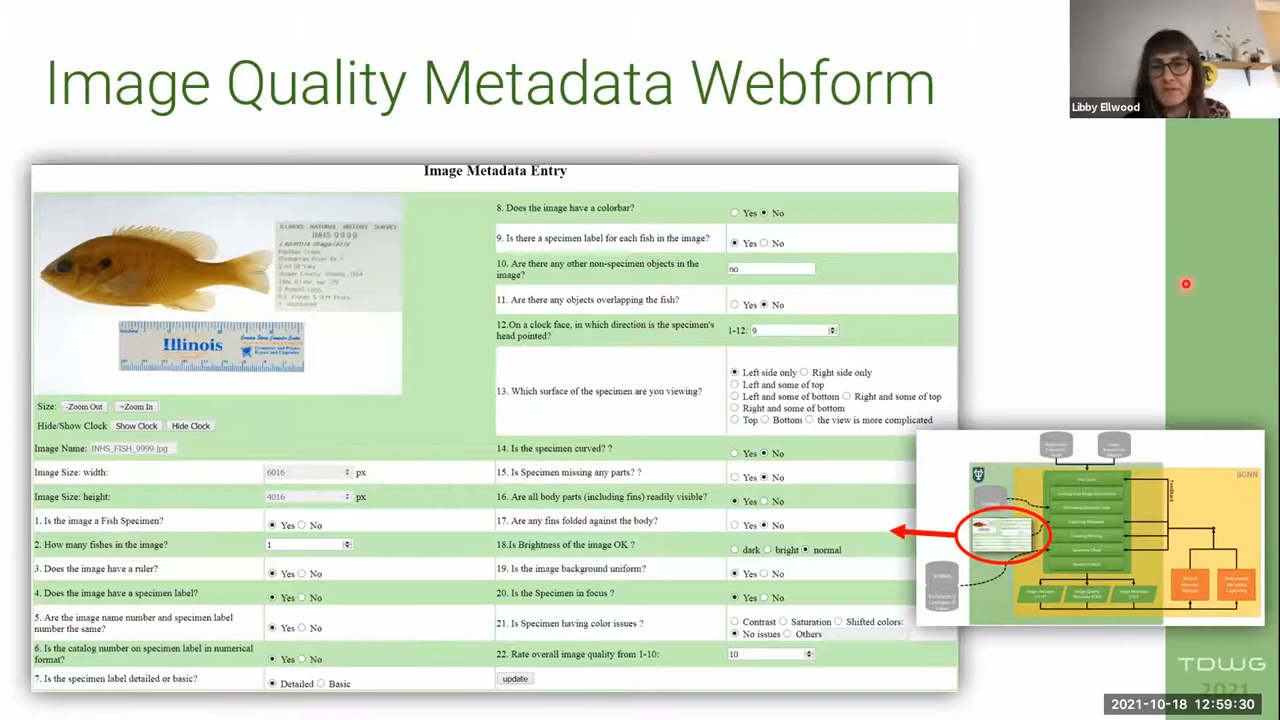 Image Quality Metadata Webform
Libby Ellwood
Image Metadata Entry
ILLINOIS NATURAL HISTORY SURVEY
INHS 9999
Illinois
Size: -Zoom Out +Zoom In
Hide/Show Clock Show Clock Hide Clock
Image Name: INHS_FISH_9999.jpg
Image Size: width: 6016 px
Image Size: height: 4016 px
1. Is the image a Fish Specimen? Yes No
2. How many fishes in the image?
3. Does the image have a ruler? Yes No
4. Does the image have a specimen label? Yes No
5. Are the image name number and specimen label
number the same? Yes No
6. Is the catalog number on specimen label in numerical
format? Yes No
7. Is the specimen label detailed or basic? Detailed Basic
8. Does the image have a colorbar? Yes No
9. Is there a specimen label for each fish in the image? Yes No
10. Are there any other non-specimen objects in the
image? no
11. Are there any objects overlapping the fish? Yes No
12.On a clock face, in which direction is the specimen's
head pointed? 1-12: 9
13. Which surface of the specimen are you viewing?
Left side only Right side only
Left and some of top
Left and some of bottom Right and some of top
Right and some of bottom
Top Bottom the view is more complicated
14. Is the specimen curved? ? Yes No
15. Is Specimen missing any parts? ? Yes No
16. Are all body parts (including fins) readily visible? Yes No
17. Are any fins folded against the body? Yes No
18.Is Brightness of the image OK ? dark bright normal
19. Is the image background uniform? Yes No
20. Is the Specimen in focus ? Yes No
21. Is Specimen having color issues ? Contrast Saturation Shifted colors:
No issues Others
22. Rate overall image quality from 1-10: 10
update
BGNN
Feedback
TDWG
2021
2021-10-18 12:59:30